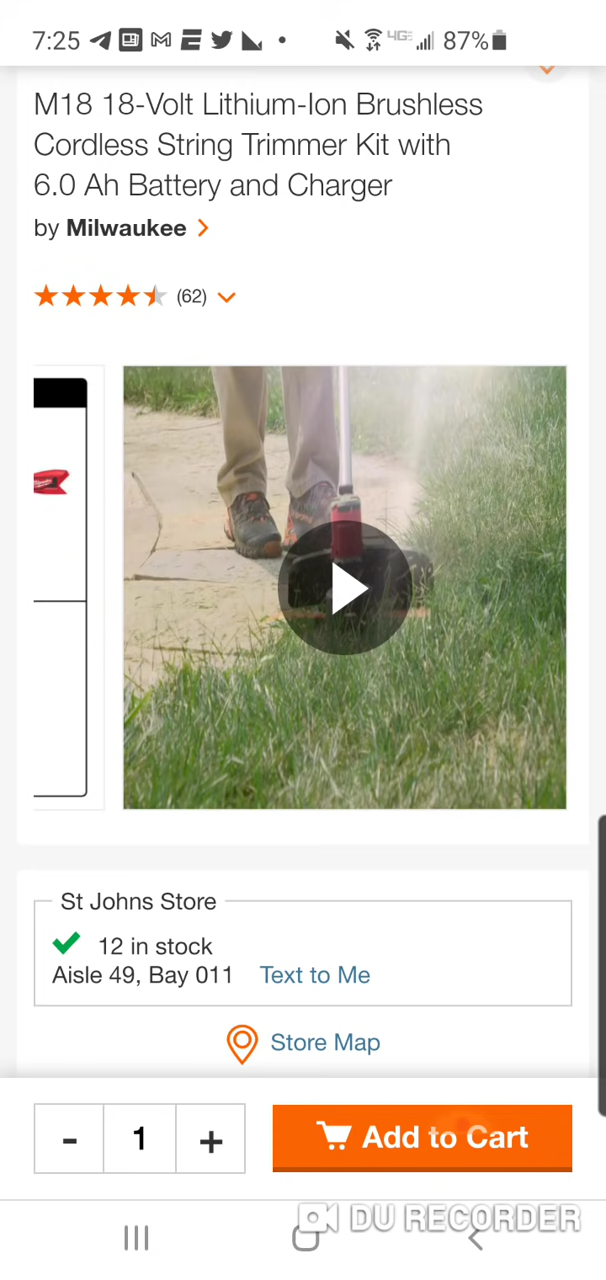 7:25 4GE 87%
M18 18-Volt Lithium-Ion Brushless
Cordless String Trimmer Kit with
6.0 Ah Battery and Charger
by Milwaukee
(62)
St Johns Store
12 in stock
Aisle 49, Bay 011 Text to Me
Store Map
- 1 + Add to Cart
DU RECORDER